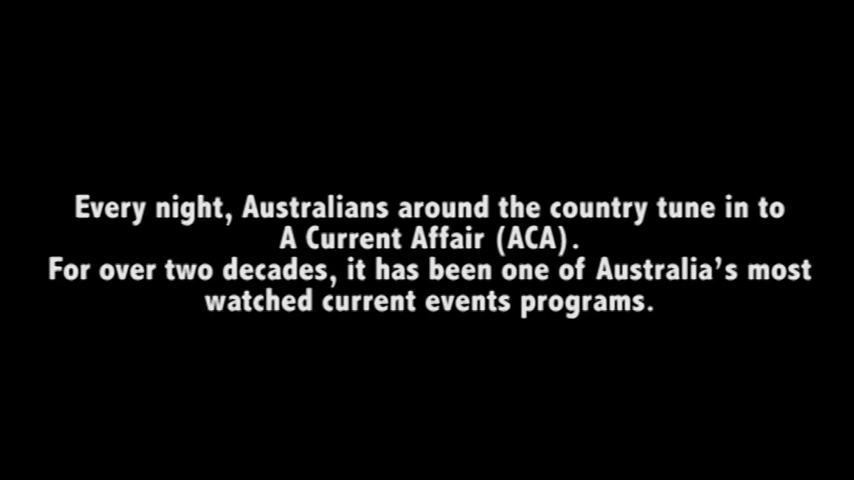 Every night, Australians around the country tune in to
A Current Affair (ACA).
For over two decades, it has been one of Australia's most
watched current events programs.